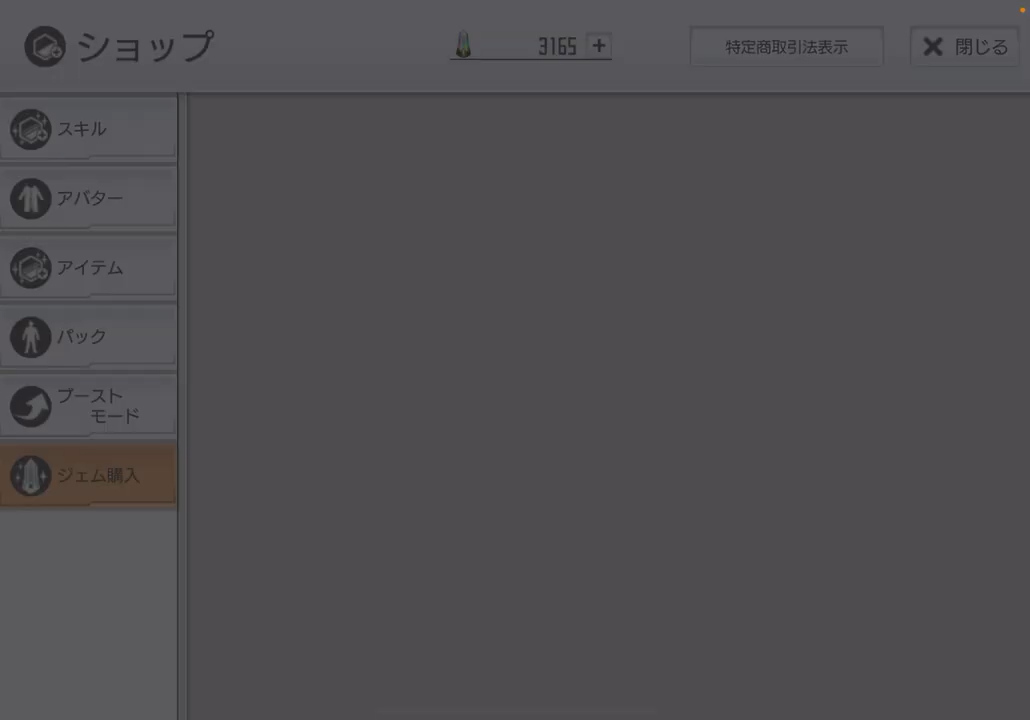 ショップ
3165
特定商取引法表示
閉じる
スキル
アバター
アイテム
パック
ブースト
モード
ジェム購入